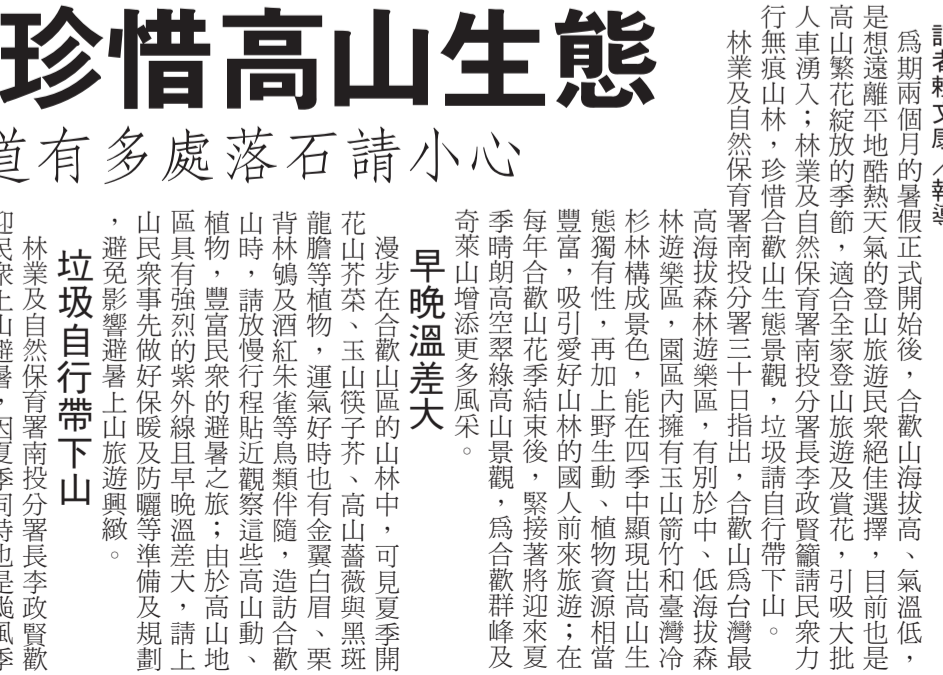 珍惜高山生態
道有多處落石請小心
記者賴文康／報導
為期兩個月的暑假正式開始後，合歡山海拔高、氣溫低，
是想遠離平地酷熱天氣的登山旅遊民眾絕佳選擇，目前也是
高山繁花綻放的季節，適合全家登山旅遊及賞花，引吸大批
人車湧入；林業及自然保育署南投分署長李政賢籲請民眾力
行無痕山林，珍惜合歡山生態景觀，垃圾請自行帶下山。
林業及自然保育署南投分署三十日指出，合歡山為台灣最
高海拔森林遊樂區，有別於中、低海拔森
林遊樂區，園區內擁有玉山箭竹和臺灣冷
杉林構成景色，能在四季中顯現出高山生
態獨有性，再加上野生動、植物資源相當
豐富，吸引愛好山林的國人前來旅遊；在
每年合歡山花季結束後，緊接著將迎來夏
季晴朗高空翠綠高山景觀，為合歡群峰及
奇萊山增添更多風采。
早晚溫差大
漫步在合歡山區的山林中，可見夏季開
花山芥菜、玉山筷子芥、高山薔薇與黑斑
龍膽等植物，運氣好時也有金翼白眉、栗
背林鴝及酒紅朱雀等鳥類伴隨，造訪合歡
山時，請放慢行程貼近觀察這些高山動、
植物，豐富民眾的避暑之旅；由於高山地
區具有強烈的紫外線且早晚溫差大，請上
山民眾事先做好保暖及防曬等準備及規劃
，避免影響避暑上山旅遊興緻。
垃圾自行帶下山
林業及自然保育署南投分署長李政賢歡
迎民眾上山避暑，因夏季同時也是颱風季